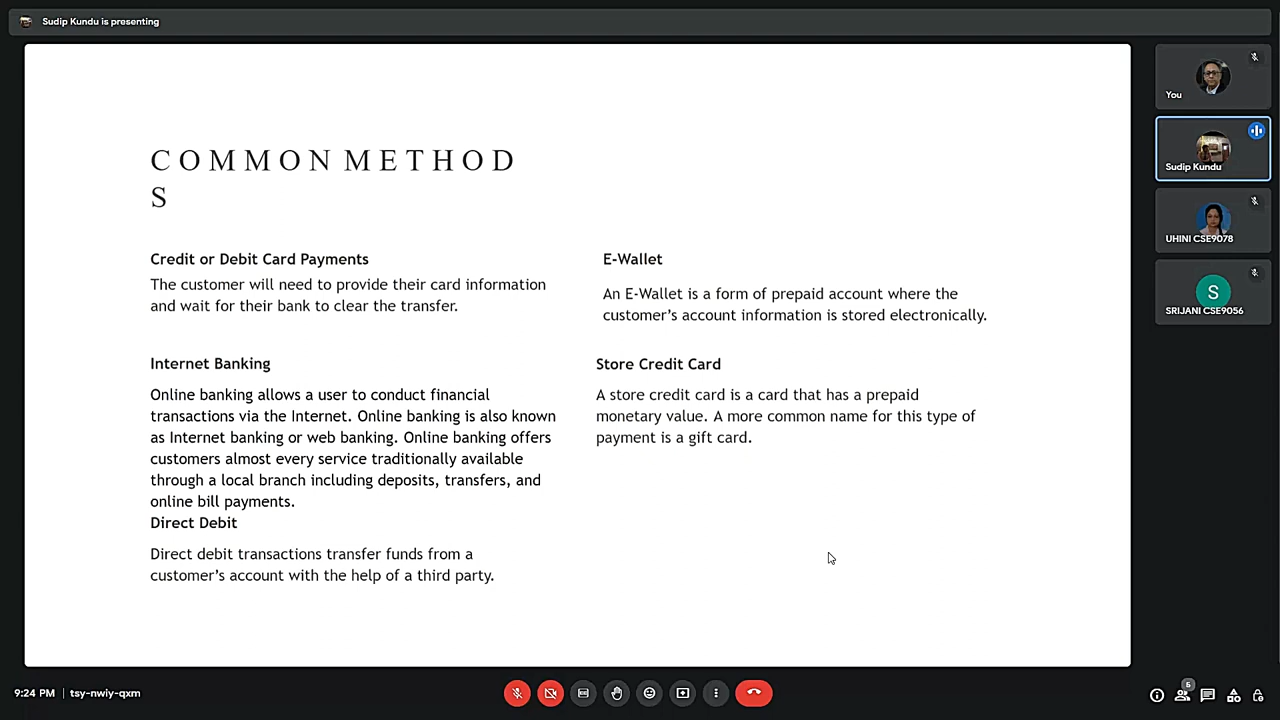 Sudip Kundu is presenting
COMMON METHOD
S
Credit or Debit Card Payments
The customer will need to provide their card information
and wait for their bank to clear the transfer.
Internet Banking
Online banking allows a user to conduct financial
transactions via the Internet. Online banking is also known
as Internet banking or web banking. Online banking offers
customers almost every service traditionally available
through a local branch including deposits, transfers, and
online bill payments.
Direct Debit
Direct debit transactions transfer funds from a
customer's account with the help of a third party.
E-Wallet
An E-Wallet is a form of prepaid account where the
customer's account information is stored electronically.
Store Credit Card
A store credit card is a card that has a prepaid
monetary value. A more common name for this type of
payment is a gift card.
You
Sudip Kundu
UHINI CSE9078
S
SRIJANI CSE9056
9:24 PM | tsy-nwiy-qxm